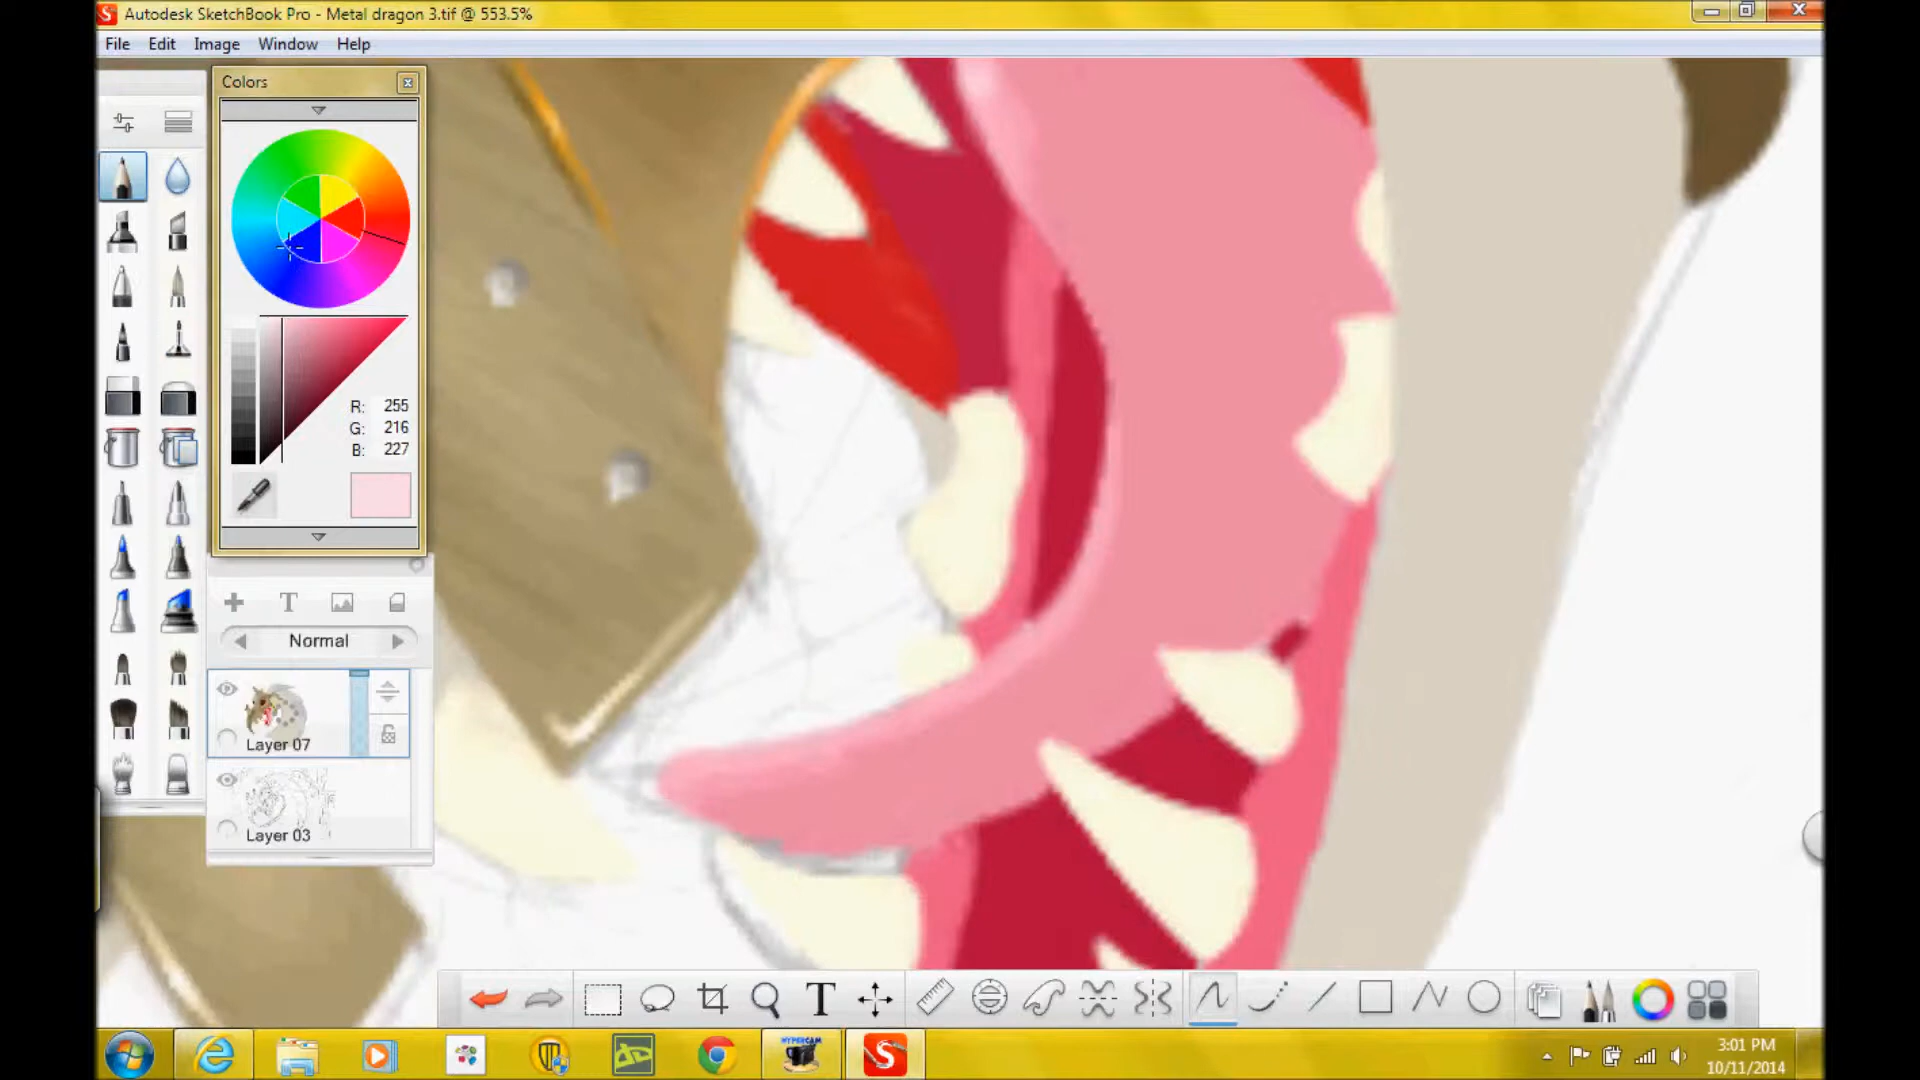 Autodesk SketchBook Pro - Metal dragon 3.tif @ 553.5%
File Edit Image Window Help
Colors
R: 255
G: 216
B: 227
T
Normal
Layer 07
Layer 03
T
HYPERCAM
S
3:01 PM
10/11/2014